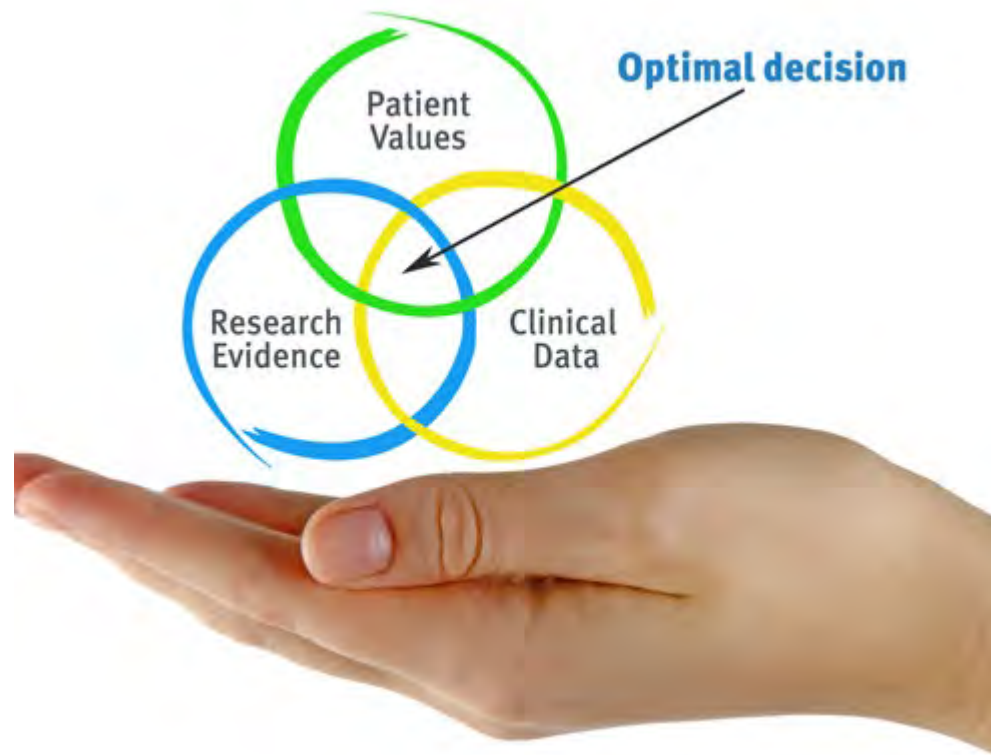 Optimal decision
Patient
Values
Research
Evidence
Clinical
Data